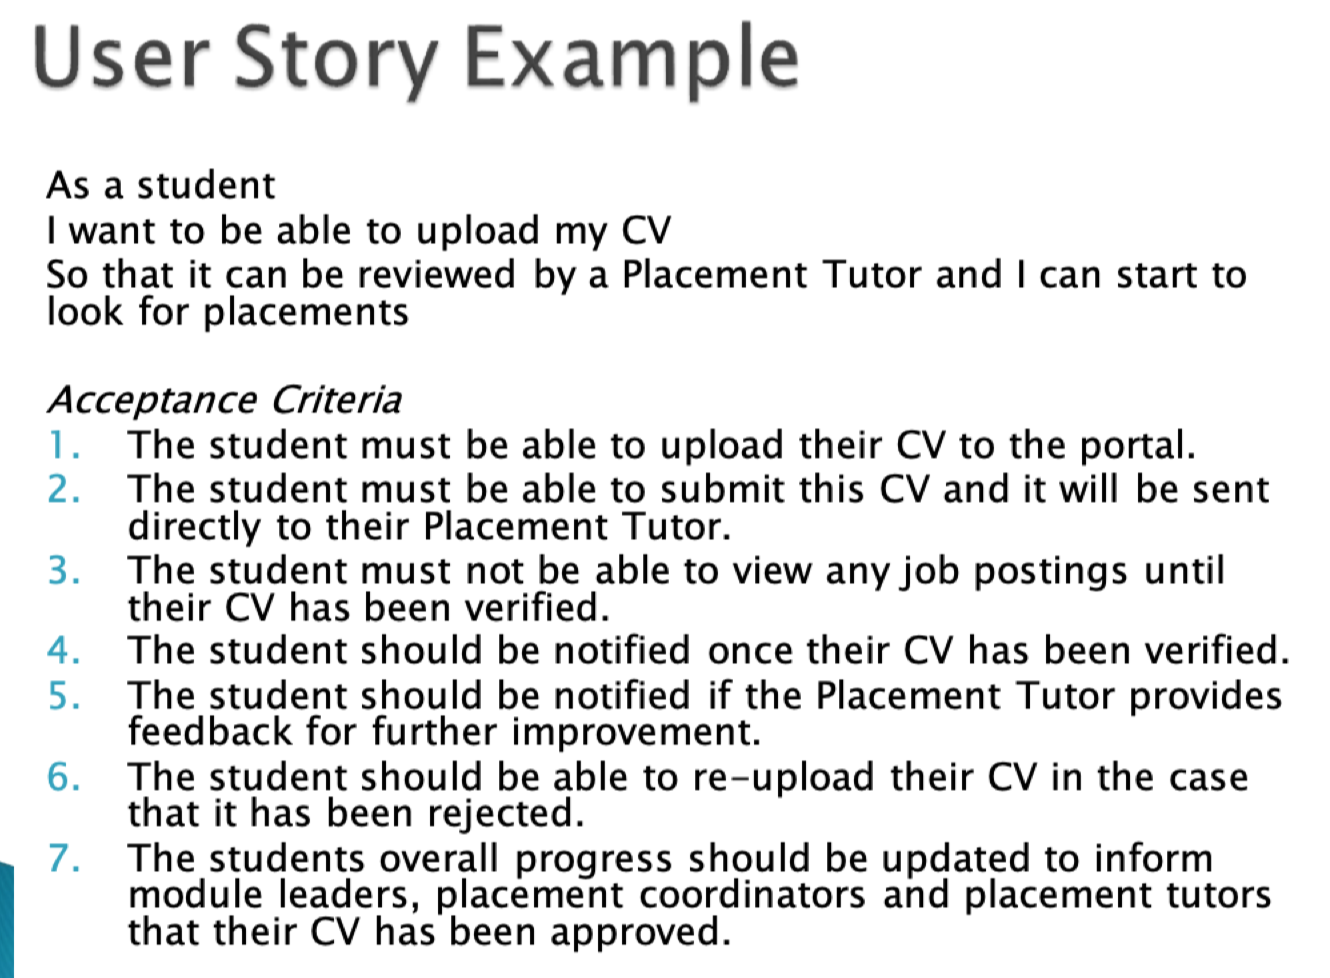 User Story Example
As a student
I want to be able to upload my CV
So that it can be reviewed by a Placement Tutor and I can start to
look for placements
Acceptance Criteria
1. The student must be able to upload their CV to the portal.
2. The student must be able to submit this CV and it will be sent
directly to their Placement Tutor.
3. The student must not be able to view any job postings until
their CV has been verified.
4. The student should be notified once their CV has been verified.
5. The student should be notified if the Placement Tutor provides
feedback for further improvement.
6. The student should be able to re-upload their CV in the case
that it has been rejected.
7. The students overall progress should be updated to inform
module leaders, placement coordinators and placement tutors
that their CV has been approved.